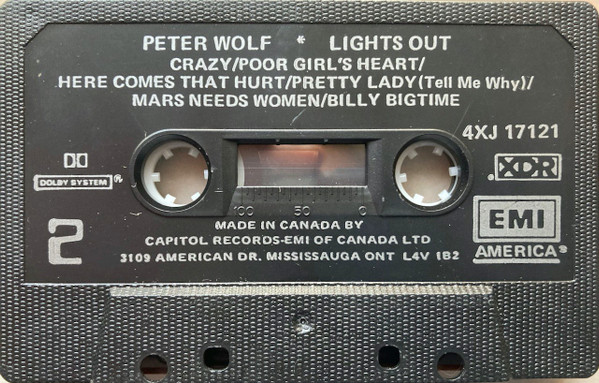 PETER WOLF * LIGHTS OUT
CRAZY/POOR GIRL'S HEART/
HERE COMES THAT HURT/PRETTY LADY(Tell Me Why)/
MARS NEEDS WOMEN/BILLY BIGTIME
4XJ 17121
XDR
DOLBY SYSTEM®
100 50 0
2
EMI
AMERICA®
MADE IN CANADA BY
CAPITOL RECORDS-EMI OF CANADA LTD
3109 AMERICAN DR. MISSISSAUGA ONT L4V 1B2